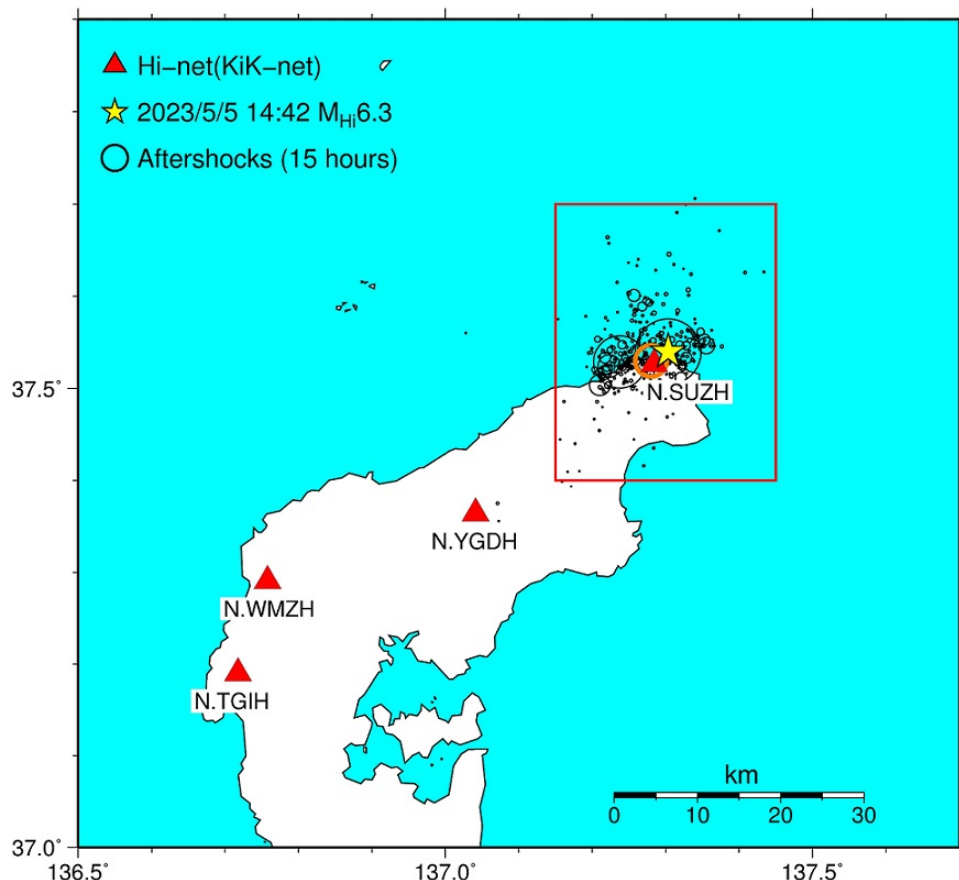 Hi−net(KiK−net)
2023/5/5 14:42 MHi6.3
Aftershocks (15 hours)
37.5˚
N.SUZH
N.YGDH
N.WMZH
N.TGIH
km
0 10 20 30
37.0˚
136.5˚ 137.0˚ 137.5˚